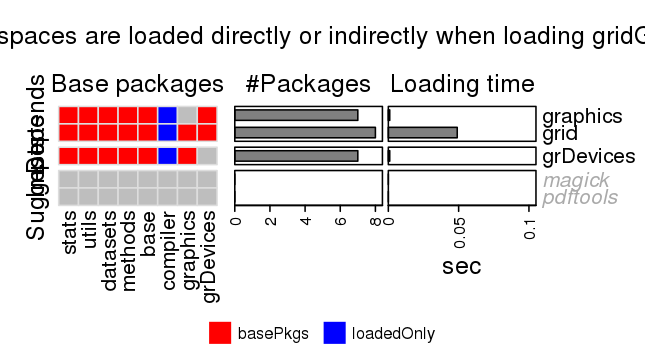 spaces are loaded directly or indirectly when loading gridG
Base packages
#Packages
Loading time
graphics
grid
grDevices
magick
pdftools
stats
utils
datasets
methods
base
compiler
graphics
grDevices
0 2 4 6 8
0 0.05 0.1
sec
basePkgs
loadedOnly